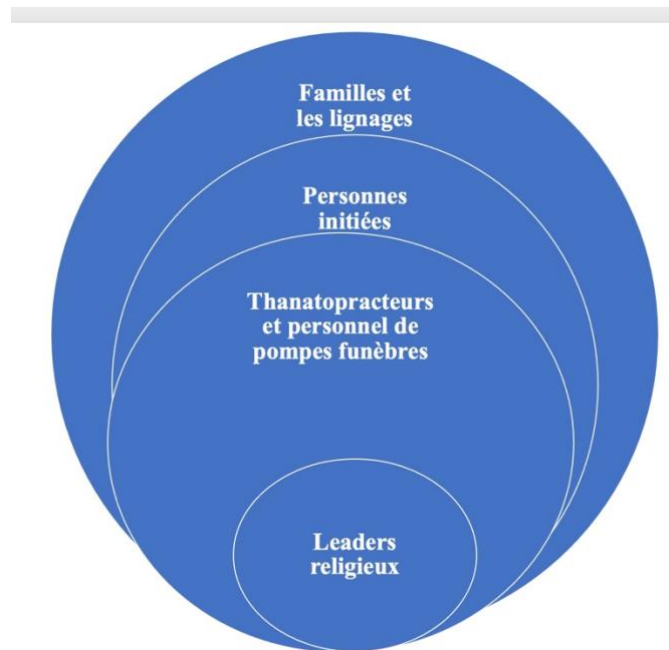 Familles et
les lignages
Personnes
initiées
Thanatopracteurs
et personnel de
pompes funèbres
Leaders
religieux